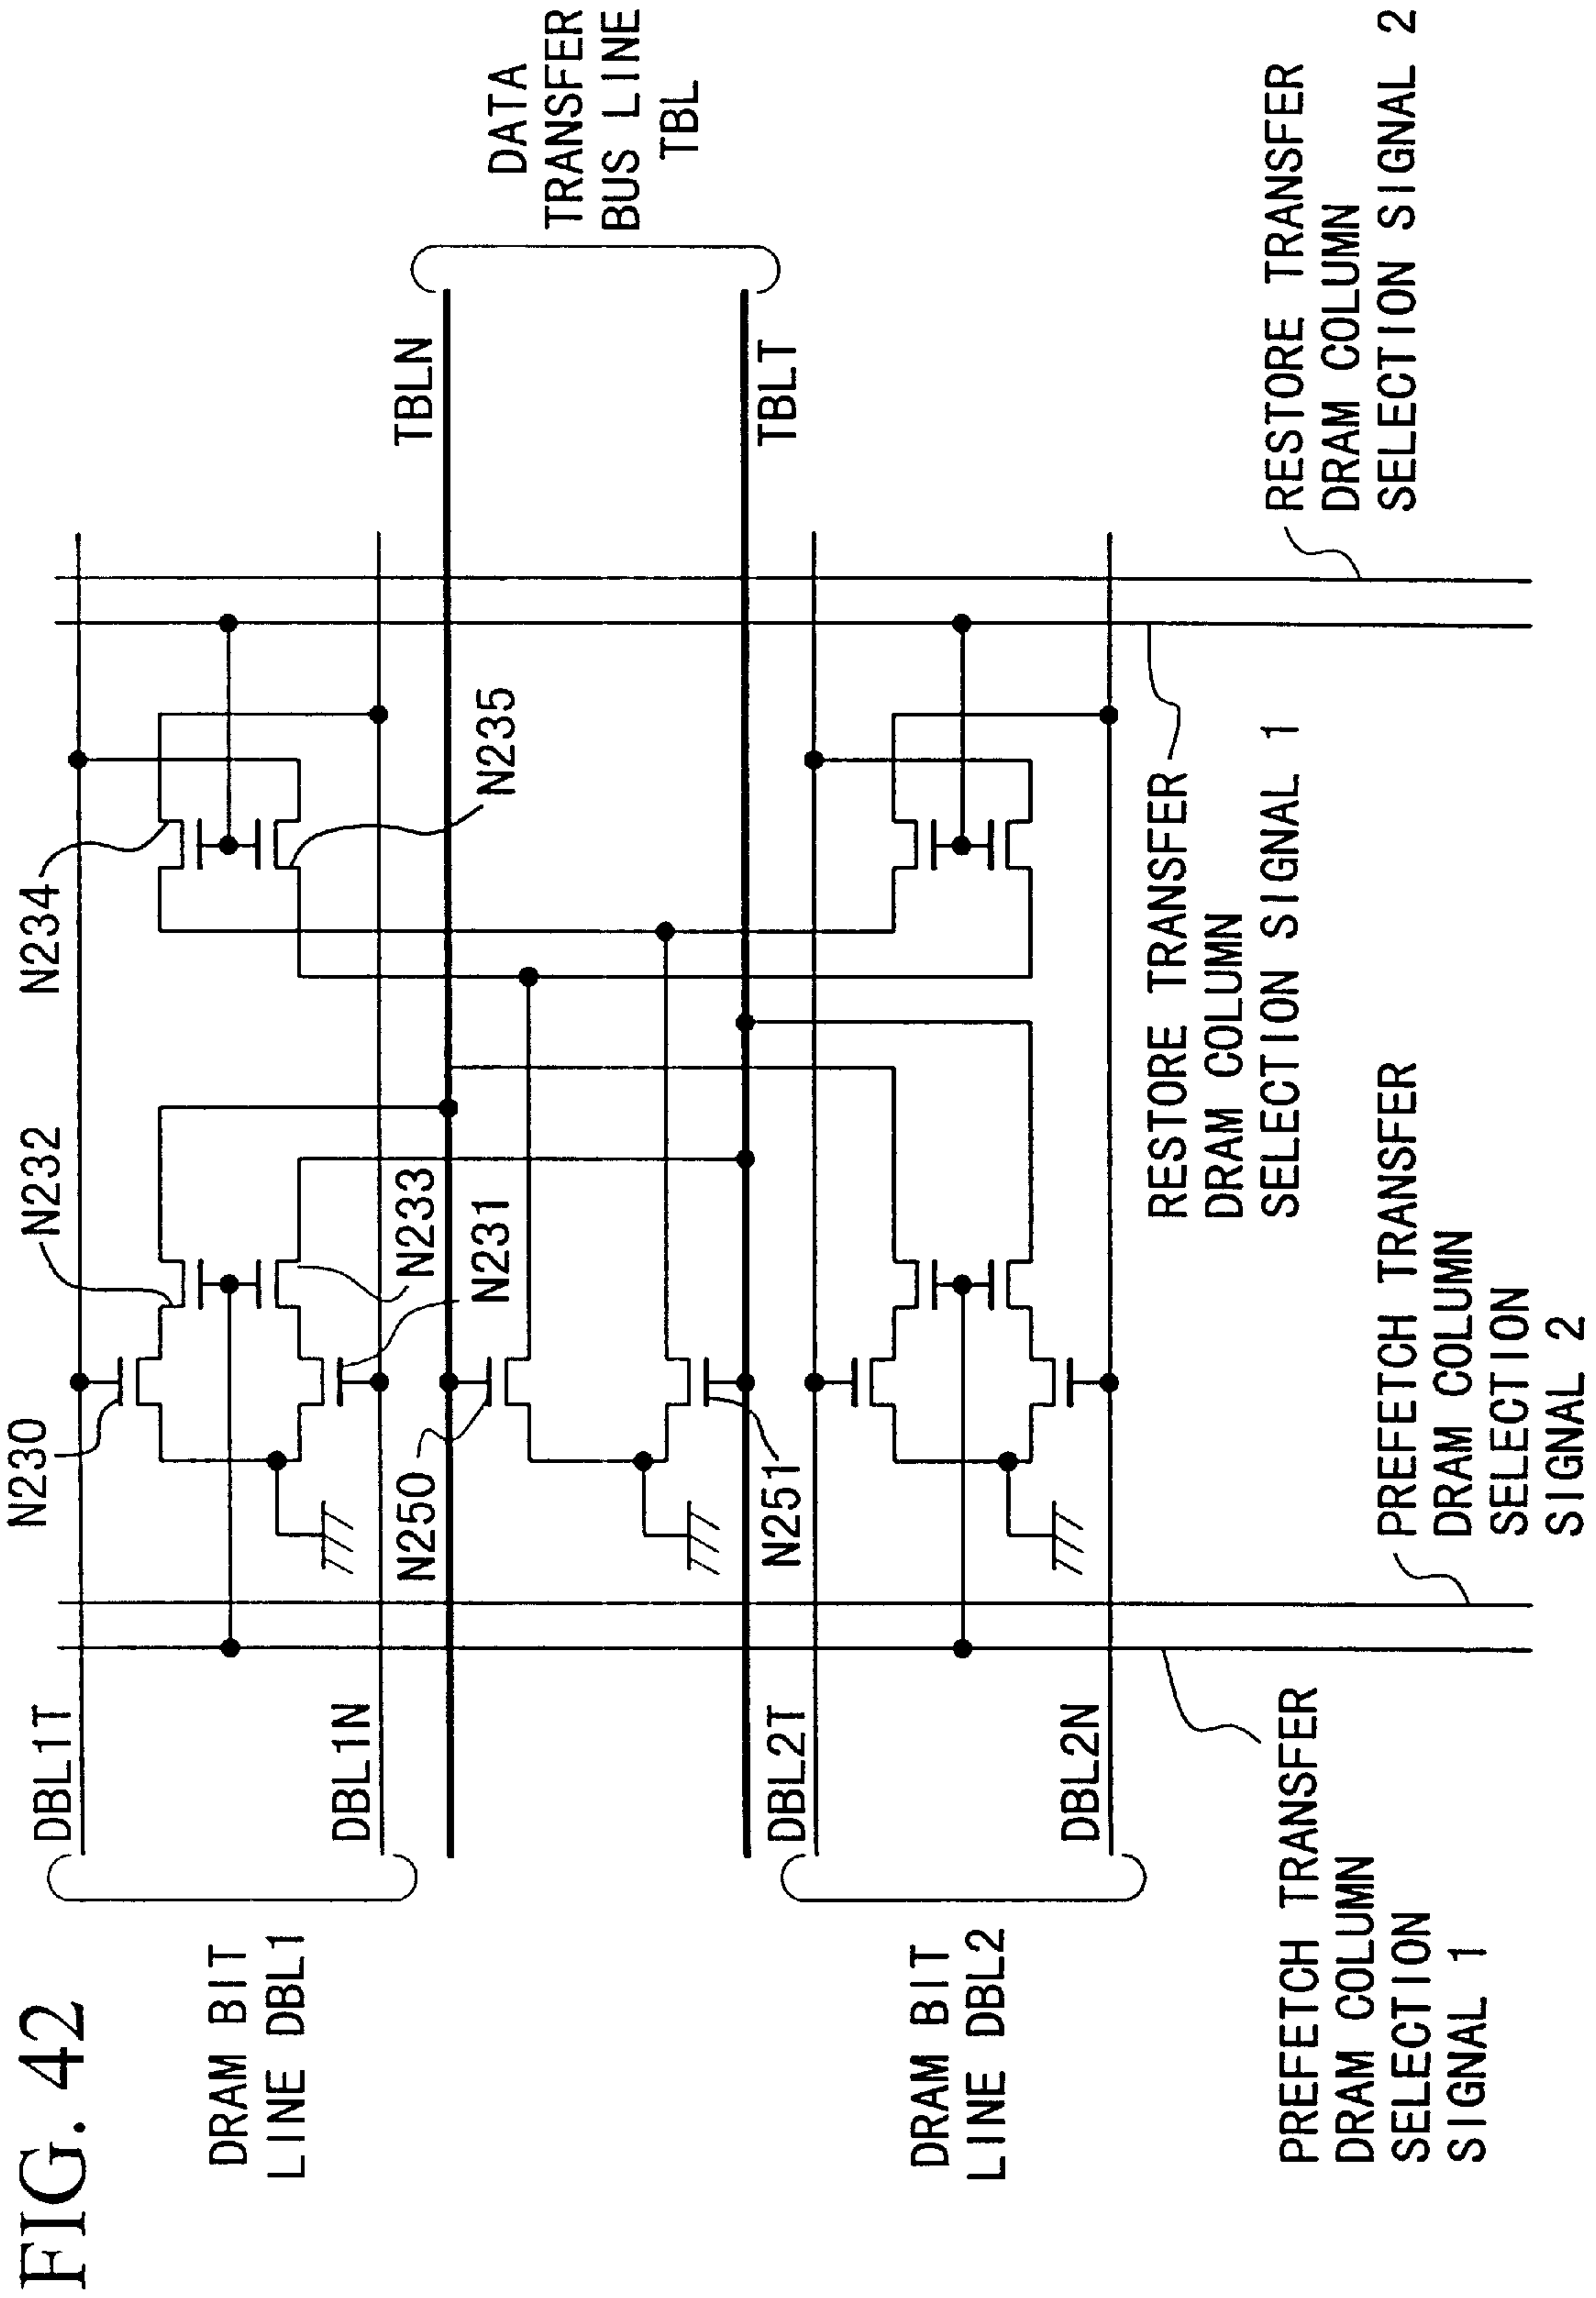 FIG. 42
DRAM BIT
LINE DBL1
DBL1T
DBL1N
N230
N232
N233
N231
N234
N235
N250
N251
TBLN
TBLT
DATA
TRANSFER
BUS LINE
TBL
DRAM BIT
LINE DBL2
DBL2T
DBL2N
PREFETCH TRANSFER
DRAM COLUMN
SELECTION
SIGNAL 1
PREFETCH TRANSFER
DRAM COLUMN
SELECTION
SIGNAL 2
RESTORE TRANSFER
DRAM COLUMN
SELECTION SIGNAL 1
RESTORE TRANSFER
DRAM COLUMN
SELECTION SIGNAL 2